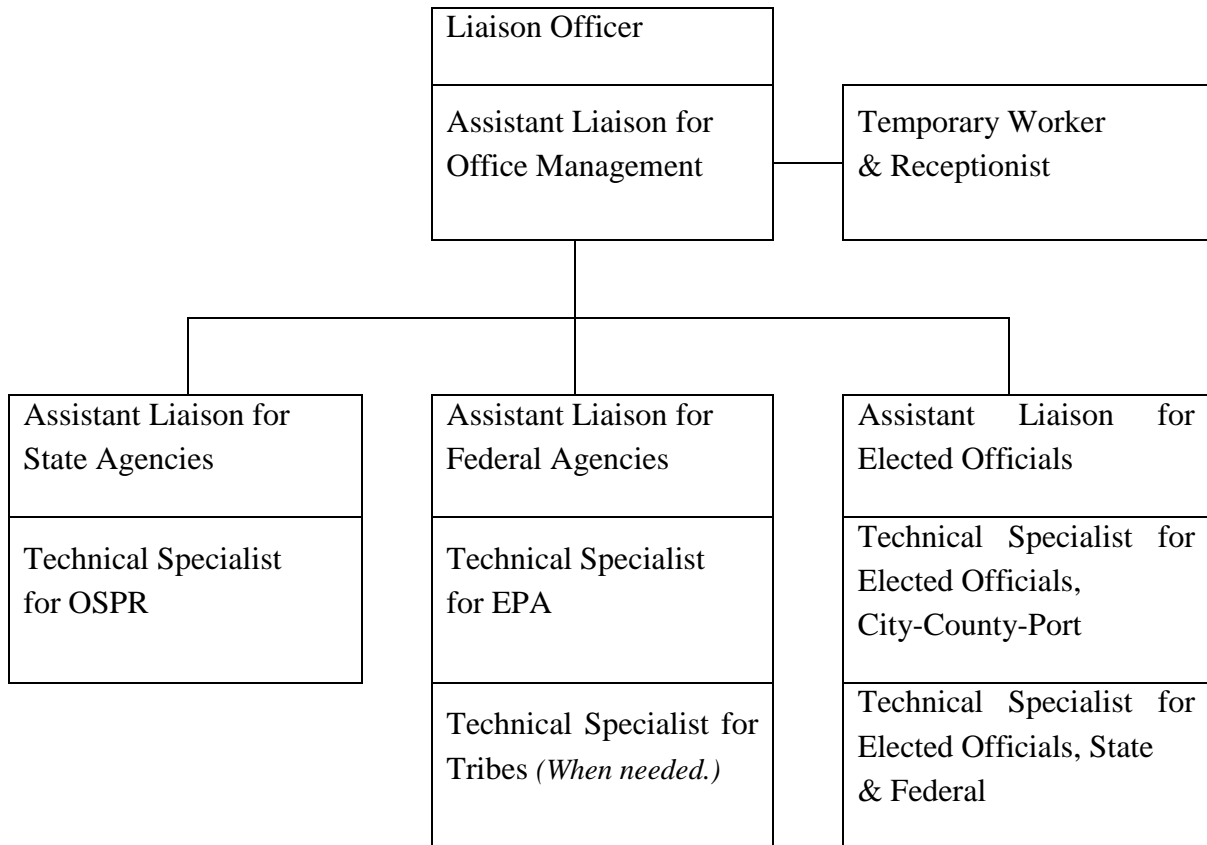 Liaison Officer
Assistant Liaison for
Office Management
Temporary Worker
& Receptionist
Assistant Liaison for
State Agencies
Technical Specialist
for OSPR
Assistant Liaison for
Federal Agencies
Technical Specialist
for EPA
Technical Specialist for
Tribes (When needed.)
Assistant Liaison for
Elected Officials
Technical Specialist for
Elected Officials,
City-County-Port
Technical Specialist for
Elected Officials, State
& Federal